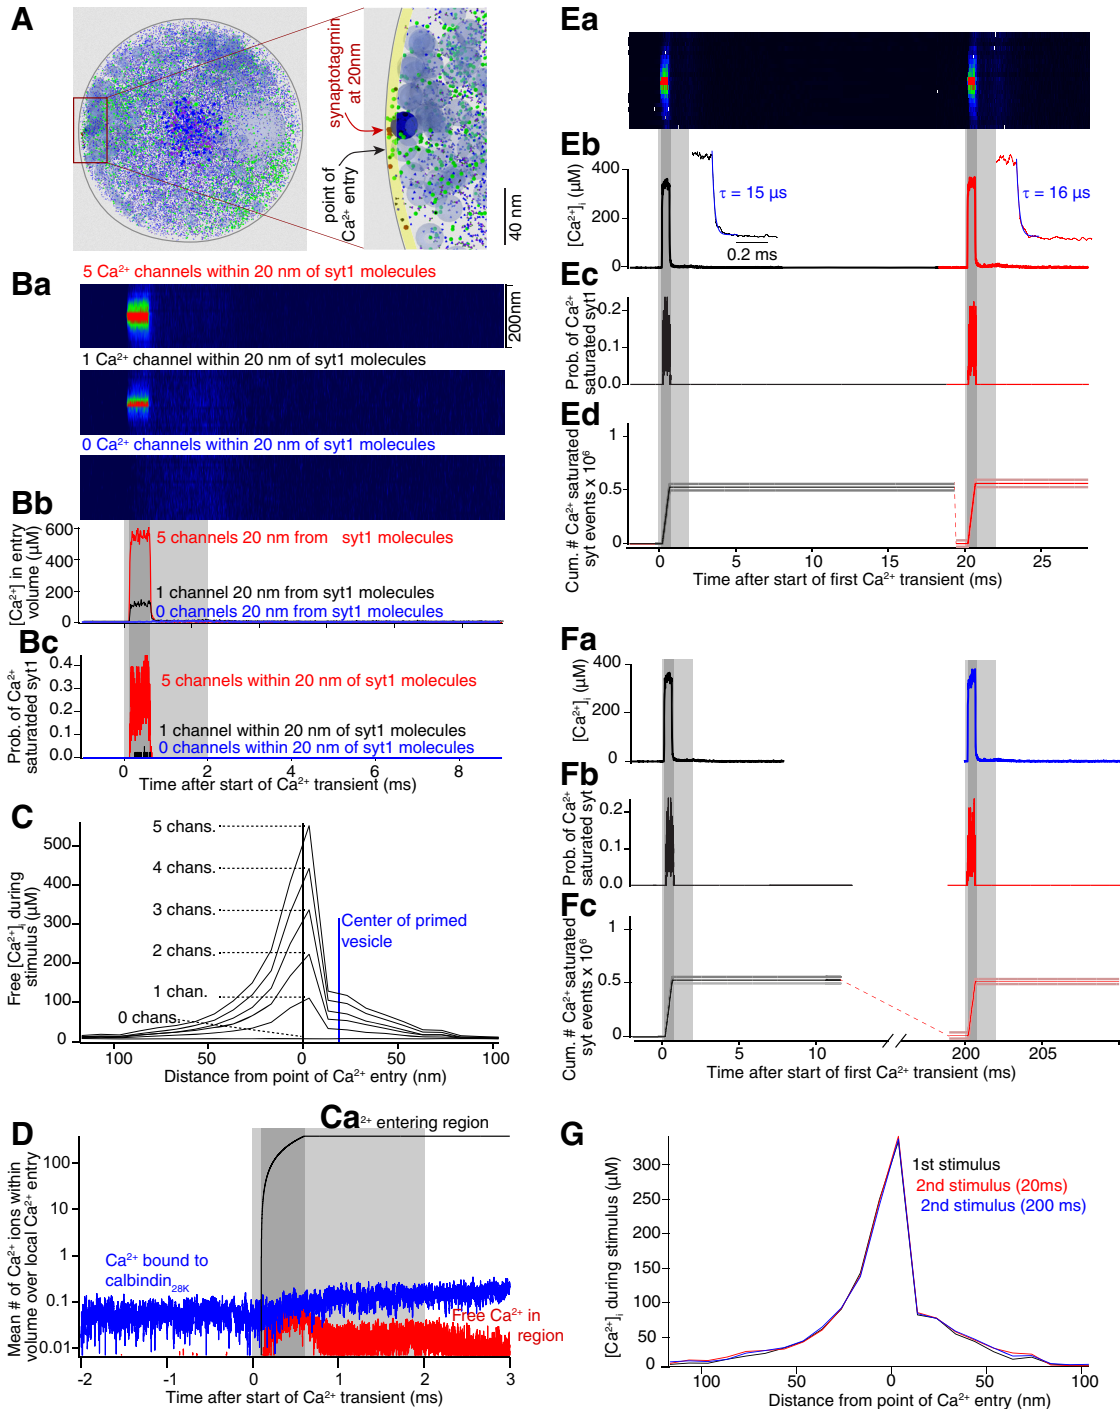 A
synaptotagmin
at 20nm
point of
Ca²⁺ entry
40 nm
Ba
5 Ca²⁺ channels within 20 nm of syt1 molecules
200nm
1 Ca²⁺ channel within 20 nm of syt1 molecules
0 Ca²⁺ channels within 20 nm of syt1 molecules
Bb
[Ca²⁺] in entry
volume (µM)
600
400
200
0
5 channels 20 nm from syt1 molecules
1 channel 20 nm from syt1 molecules
0 channels 20 nm from syt1 molecules
Bc
Prob. of Ca²⁺
saturatded syt1
0.4
0.3
0.2
0.1
0.0
5 channels within 20 nm of syt1 molecules
1 channel within 20 nm of syt1 molecules
0 channels within 20 nm of syt1 molecules
0 2 4 6 8
Time after start of Ca²⁺ transient (ms)
C
Free [Ca²⁺]ᵢ during
stimulus (µM)
500
400
300
200
100
0
5 chans.
4 chans.
3 chans.
2 chans.
1 chan.
0 chans.
Center of primed
vesicle
100 50 0 50 100
Distance from point of Ca²⁺ entry (nm)
D
Mean # of Ca²⁺ ions within
volume over local Ca²⁺ entry
100
10
1
0.1
0.01
Ca²⁺ entering region
Ca²⁺ bound to
calbindin₂₈K
Free Ca²⁺ in
region
-2 -1 0 1 2 3
Time after start of Ca²⁺ transient (ms)
Ea
Eb
[Ca²⁺]ᵢ (µM)
400
200
0
τ = 15 µs
0.2 ms
τ = 16 µs
Ec
Prob. of Ca²⁺
saturated syt1
0.2
0.1
0.0
Ed
Cum. # Ca²⁺ saturated
syt events x 10⁶
1
0.5
0
0 5 10 15 20 25
Time after start of first Ca²⁺ transient (ms)
Fa
[Ca²⁺]ᵢ (µM)
400
200
0
Fb
Prob. of Ca²⁺
saturated syt
0.2
0.1
0.0
Fc
Cum. # Ca²⁺ saturated
syt events x 10⁶
1
0.5
0
0 5 10 200 205
Time after start of first Ca²⁺ transient (ms)
G
[Ca²⁺]ᵢ during stimulus (µM)
300
250
200
150
100
50
0
1st stimulus
2nd stimulus (20ms)
2nd stimulus (200 ms)
100 50 0 50 100
Distance from point of Ca²⁺ entry (nm)